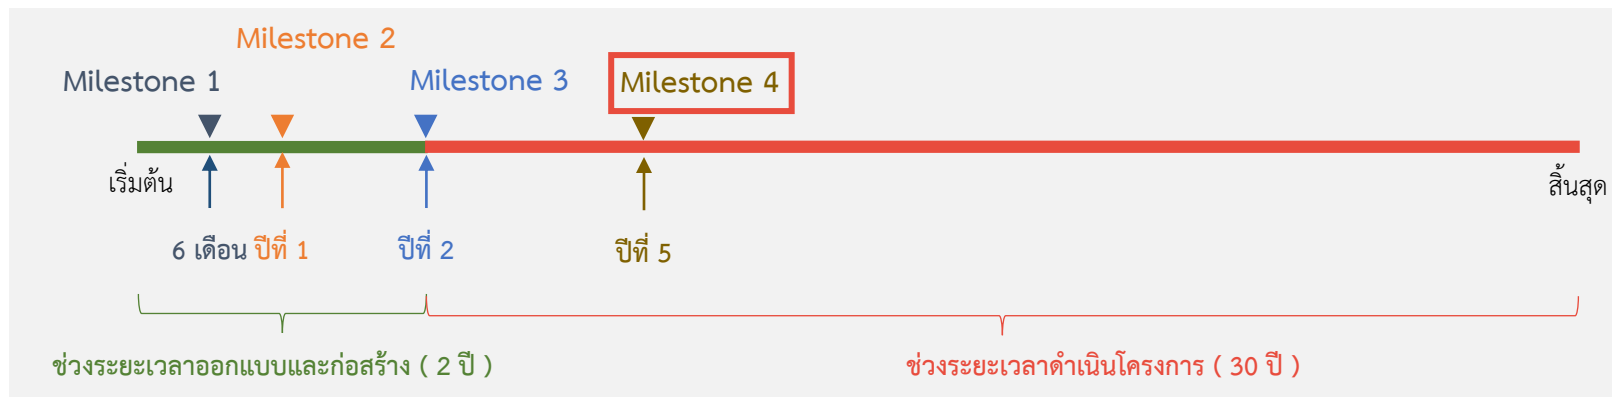 Milestone 2
Milestone 1 Milestone 3 Milestone 4
เริ่มต้น สิ้นสุด
6 เดือน ปีที่ 1 ปีที่ 2 ปีที่ 5
ช่วงระยะเวลาออกแบบและก่อสร้าง ( 2 ปี ) ช่วงระยะเวลาดำเนินโครงการ ( 30 ปี )